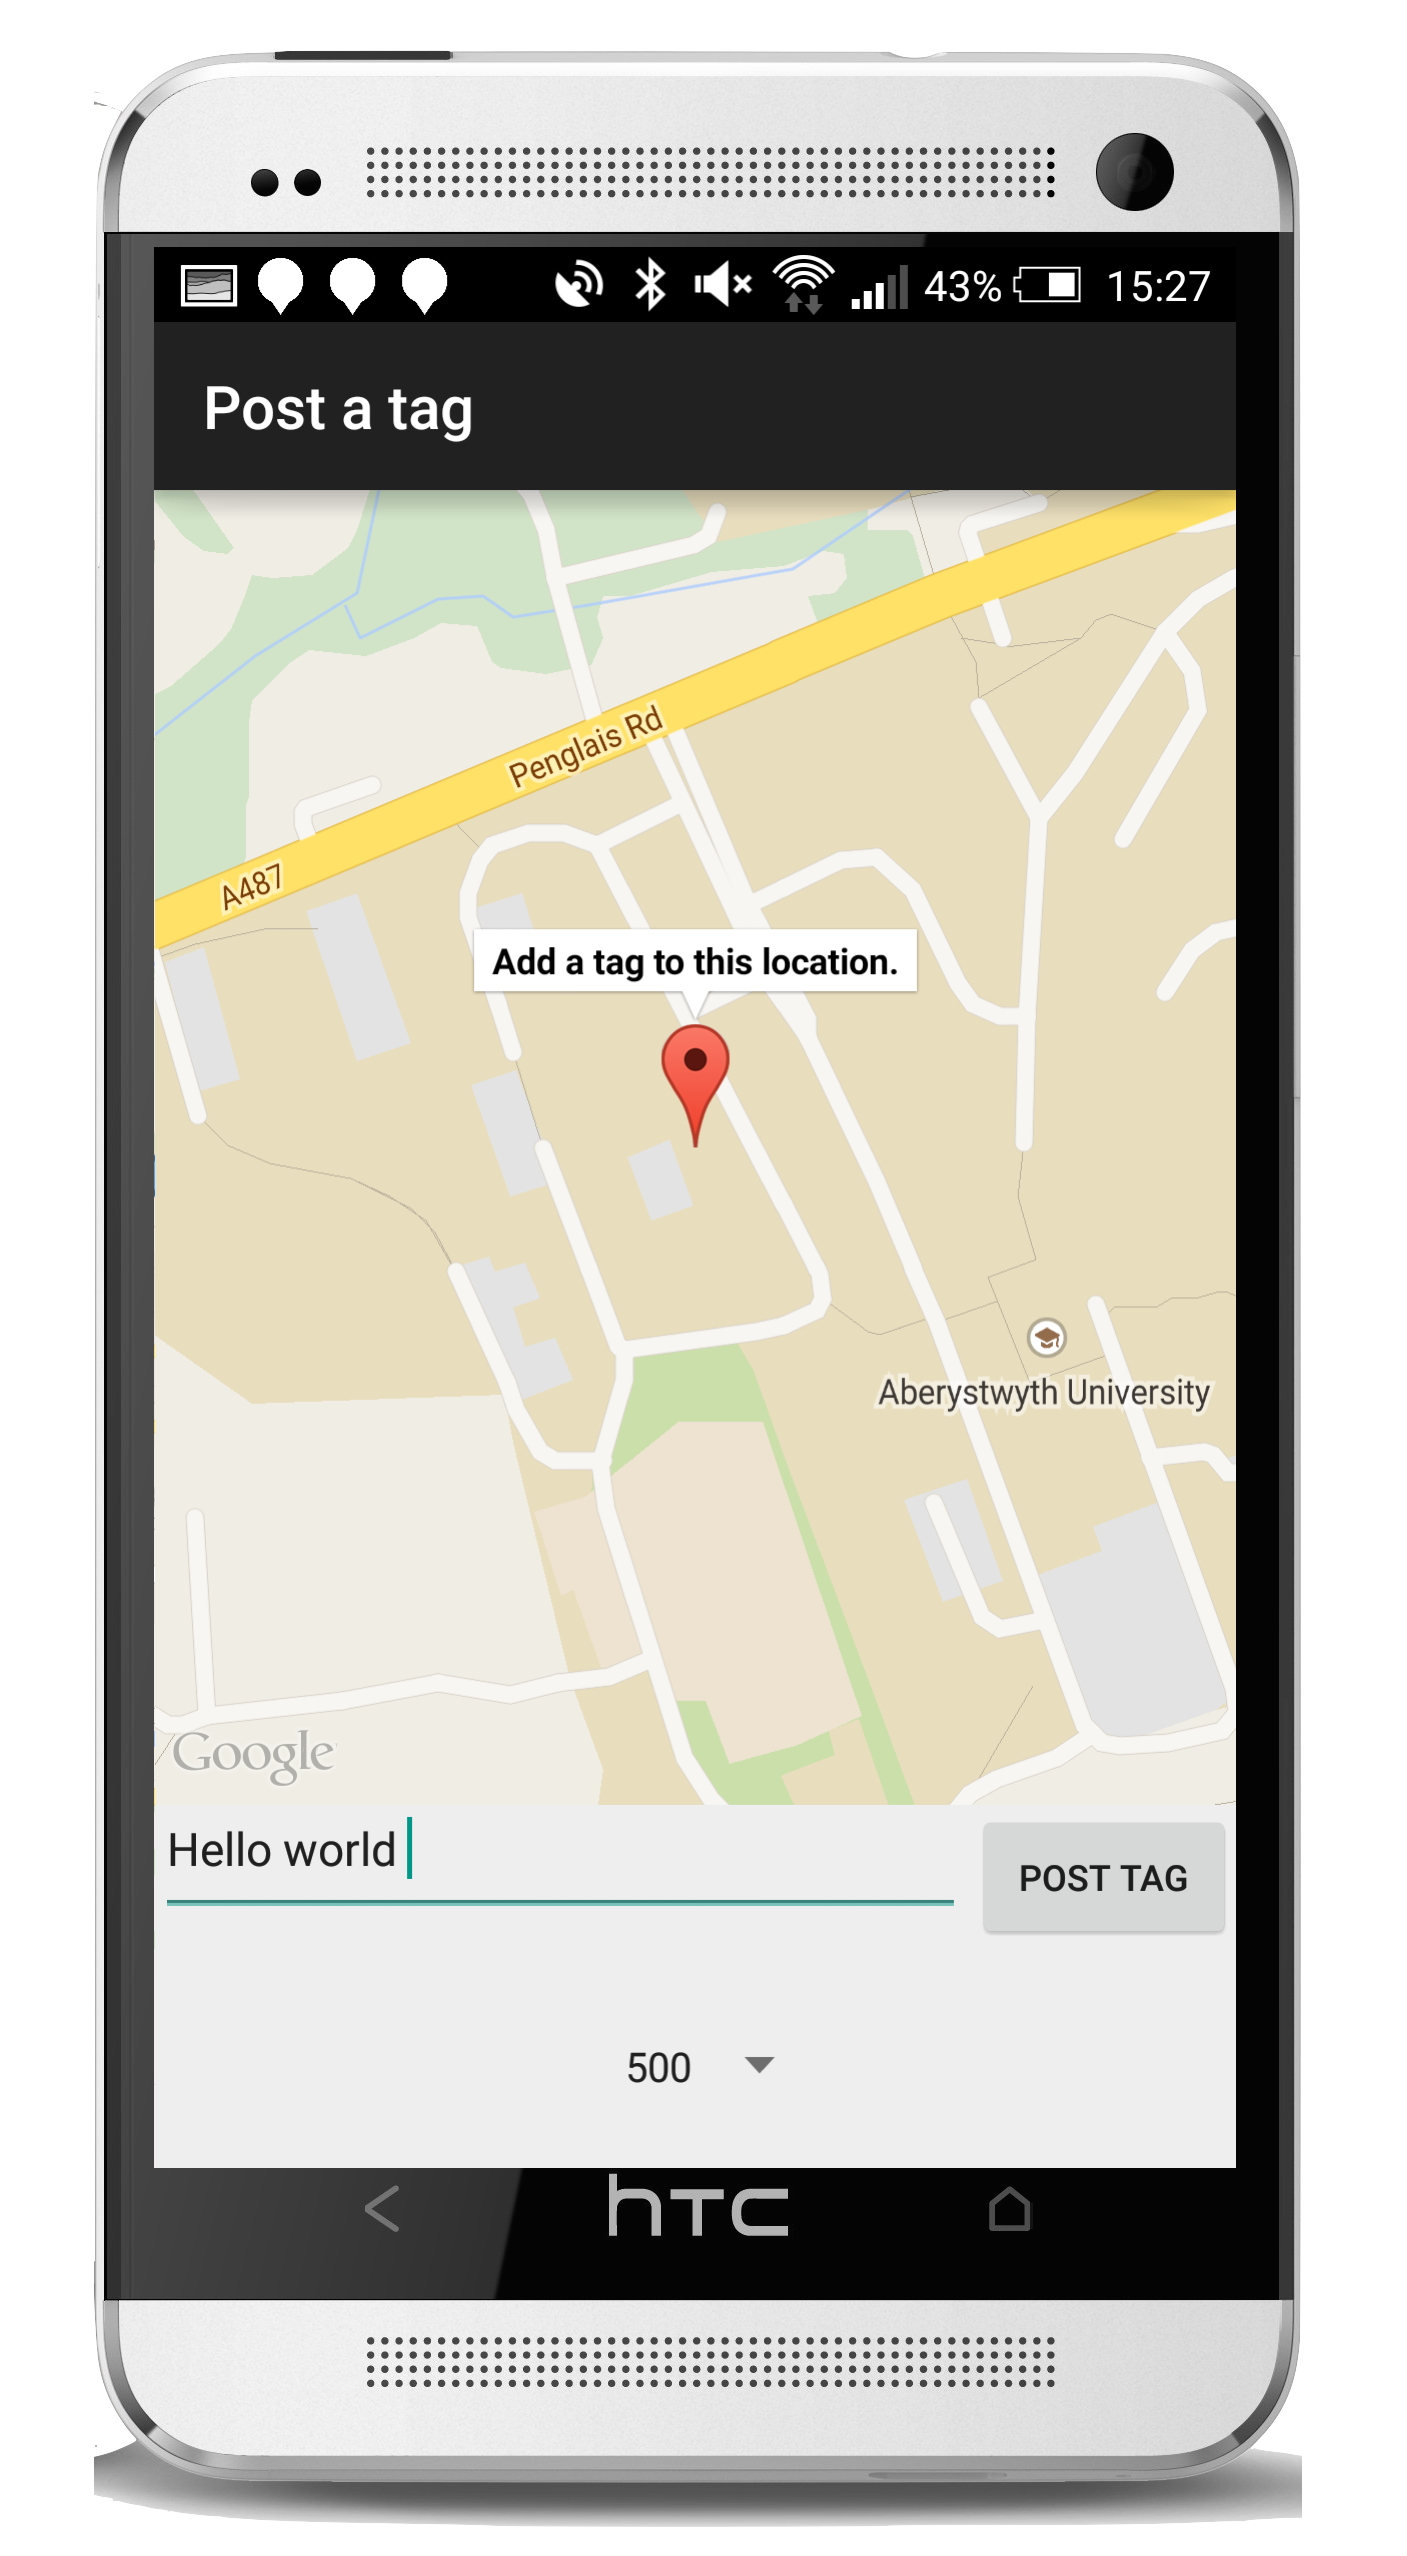 43% 15:27
Post a tag
Penglais Rd
A487
Add a tag to this location.
Aberystwyth University
Google
Hello world
POST TAG
500
hTC